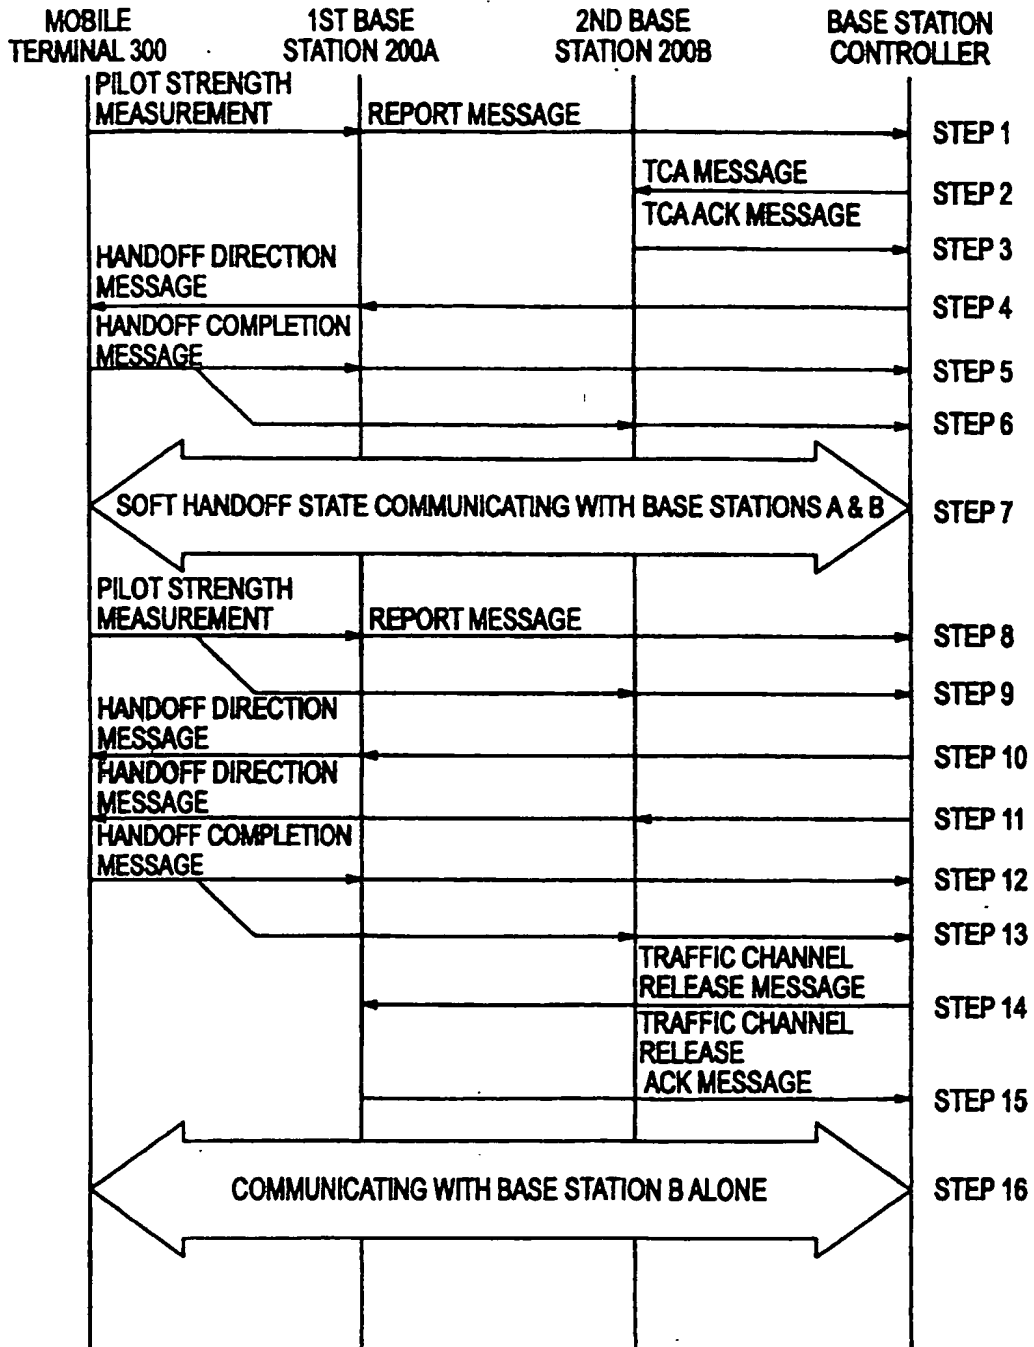 MOBILE
TERMINAL 300
1ST BASE
STATION 200A
2ND BASE
STATION 200B
BASE STATION
CONTROLLER
PILOT STRENGTH
MEASUREMENT
REPORT MESSAGE
STEP 1
TCA MESSAGE
STEP 2
TCA ACK MESSAGE
STEP 3
HANDOFF DIRECTION
MESSAGE
STEP 4
HANDOFF COMPLETION
MESSAGE
STEP 5
STEP 6
SOFT HANDOFF STATE COMMUNICATING WITH BASE STATIONS A & B
STEP 7
PILOT STRENGTH
MEASUREMENT
REPORT MESSAGE
STEP 8
STEP 9
HANDOFF DIRECTION
MESSAGE
STEP 10
HANDOFF DIRECTION
MESSAGE
STEP 11
HANDOFF COMPLETION
MESSAGE
STEP 12
STEP 13
TRAFFIC CHANNEL
RELEASE MESSAGE
STEP 14
TRAFFIC CHANNEL
RELEASE
ACK MESSAGE
STEP 15
COMMUNICATING WITH BASE STATION B ALONE
STEP 16